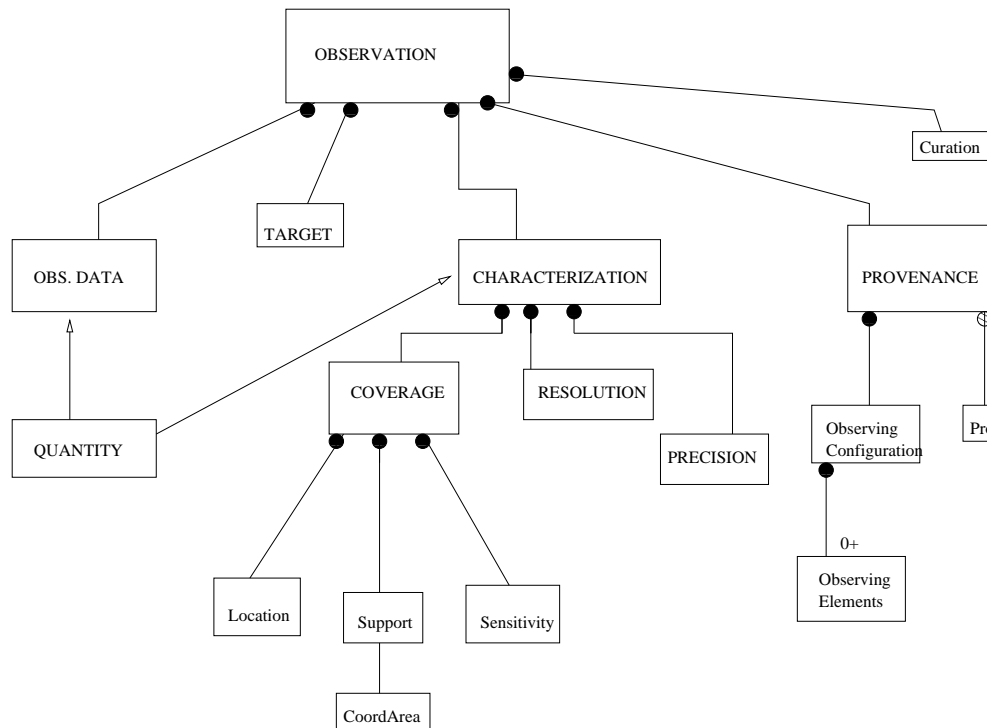 OBSERVATION
Curation
TARGET
OBS. DATA
CHARACTERIZATION
PROVENANCE
COVERAGE
RESOLUTION
QUANTITY
Observing
Configuration
PRECISION
0+
Observing
Elements
Location
Support
Sensitivity
CoordArea